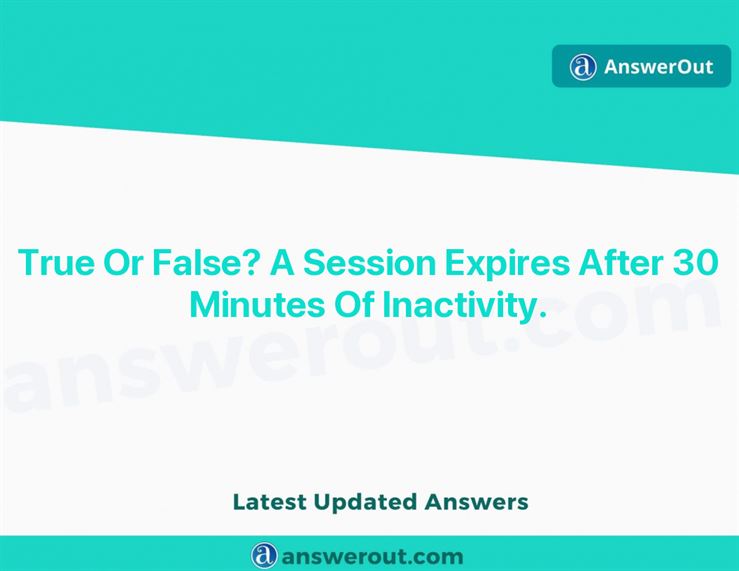 AnswerOut
True Or False? A Session Expires After 30
Minutes Of Inactivity.
answerout.com
Latest Updated Answers
answerout.com